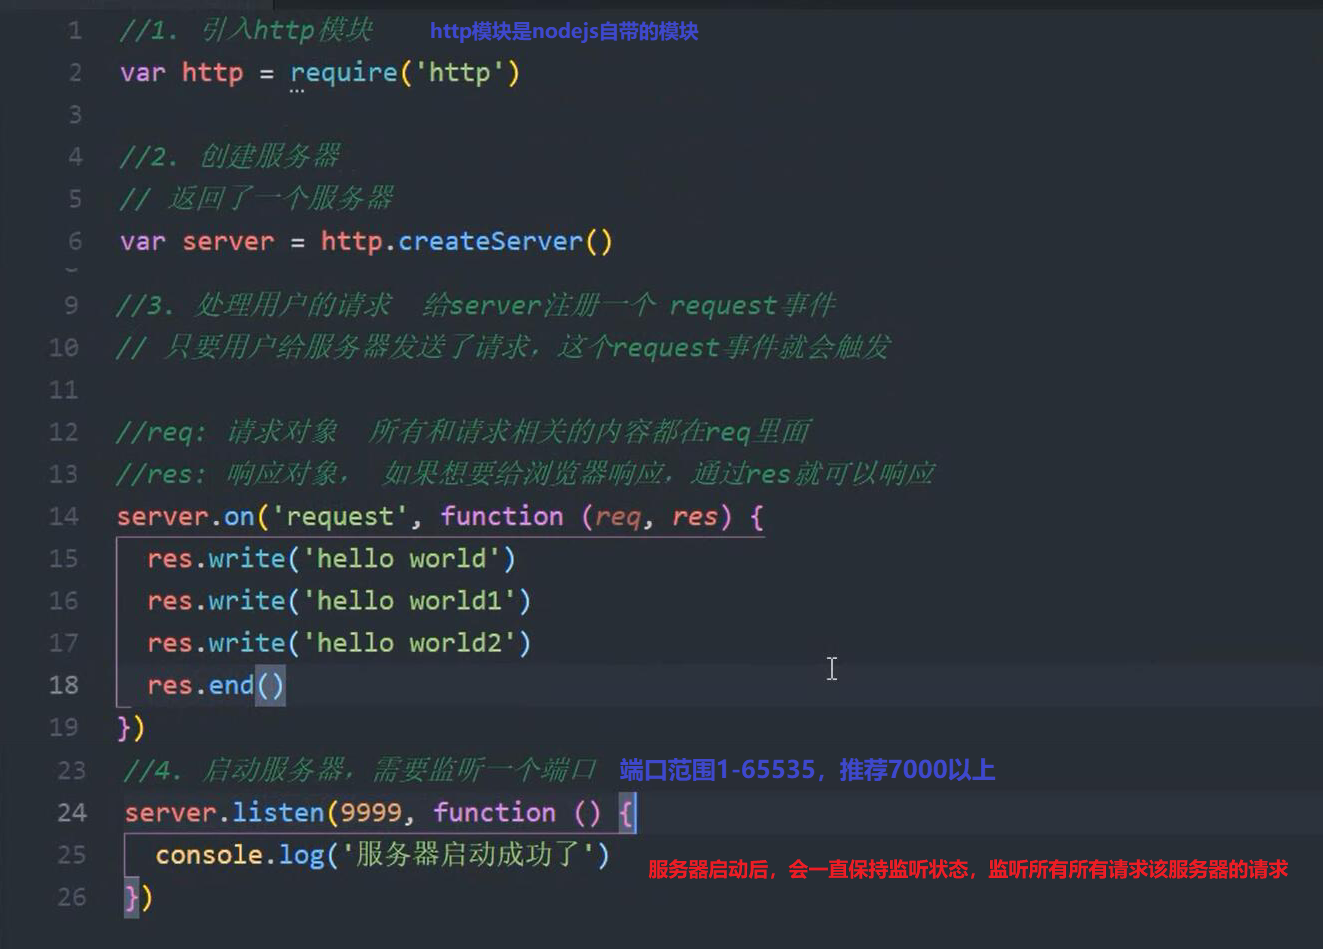 1 //1. 引入http模块 http模块是nodejs自带的模块
2 var http = require('http')
3
4 //2. 创建服务器
5 // 返回了一个服务器
6 var server = http.createServer()
9 //3. 处理用户的请求 给server注册一个 request事件
10 // 只要用户给服务器发送了请求，这个request事件就会触发
11
12 //req: 请求对象 所有和请求相关的内容都在req里面
13 //res: 响应对象， 如果想要给浏览器响应，通过res就可以响应
14 server.on('request', function (req, res) {
15 res.write('hello world')
16 res.write('hello world1')
17 res.write('hello world2')
18 res.end()
19 })
23 //4. 启动服务器，需要监听一个端口 端口范围1-65535，推荐7000以上
24 server.listen(9999, function () {
25 console.log('服务器启动成功了')
服务器启动后，会一直保持监听状态，监听所有所有请求该服务器的请求
26 })